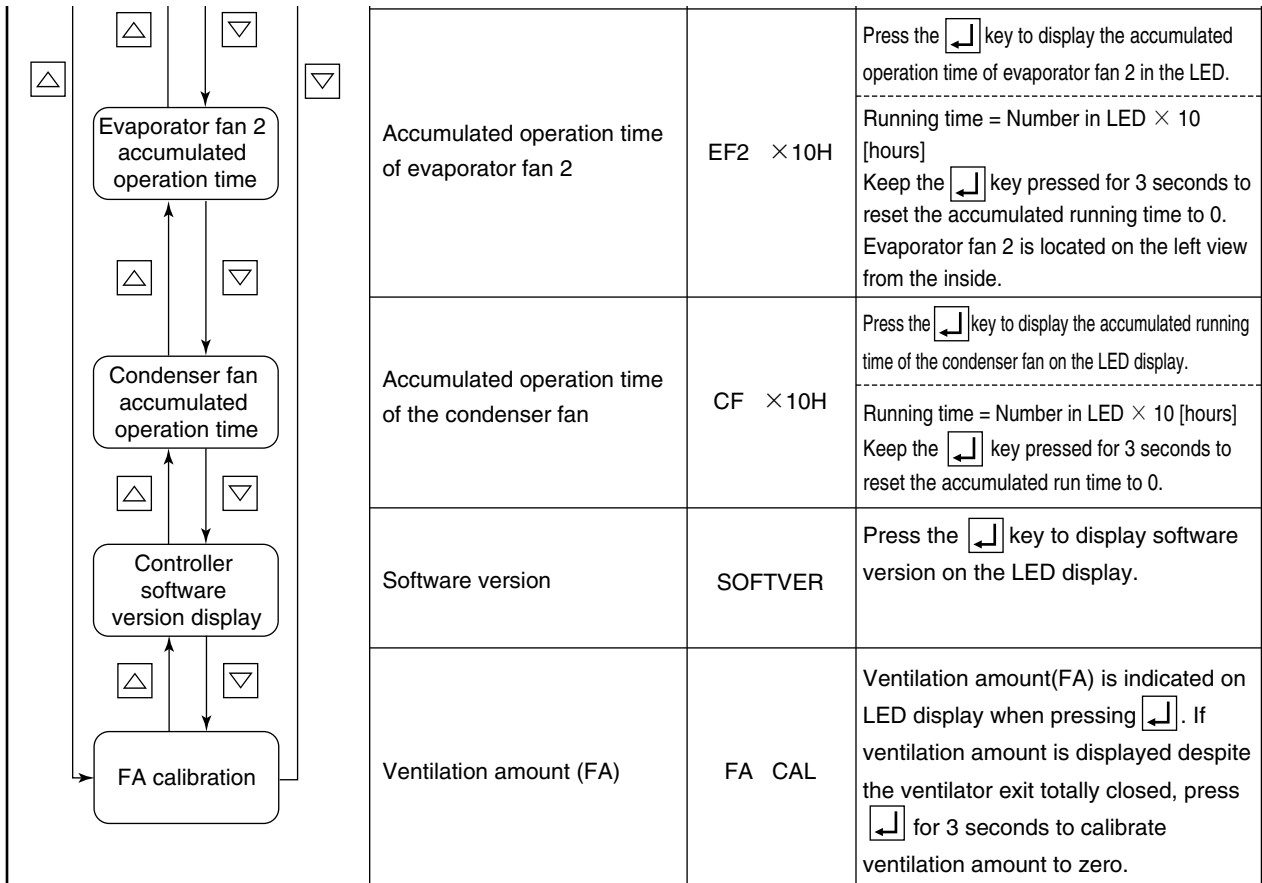 Evaporator fan 2
accumulated
operation time
Accumulated operation time
of evaporator fan 2
EF2 ×10H
Press the key to display the accumulated
operation time of evaporator fan 2 in the LED.
Running time = Number in LED × 10
[hours]
Keep the key pressed for 3 seconds to
reset the accumulated running time to 0.
Evaporator fan 2 is located on the left view
from the inside.
Condenser fan
accumulated
operation time
Accumulated operation time
of the condenser fan
CF ×10H
Press the key to display the accumulated running
time of the condenser fan on the LED display.
Running time = Number in LED × 10 [hours]
Keep the key pressed for 3 seconds to
reset the accumulated run time to 0.
Controller
software
version display
Software version
SOFTVER
Press the key to display software
version on the LED display.
FA calibration
Ventilation amount (FA)
FA CAL
Ventilation amount(FA) is indicated on
LED display when pressing . If
ventilation amount is displayed despite
the ventilator exit totally closed, press
for 3 seconds to calibrate
ventilation amount to zero.